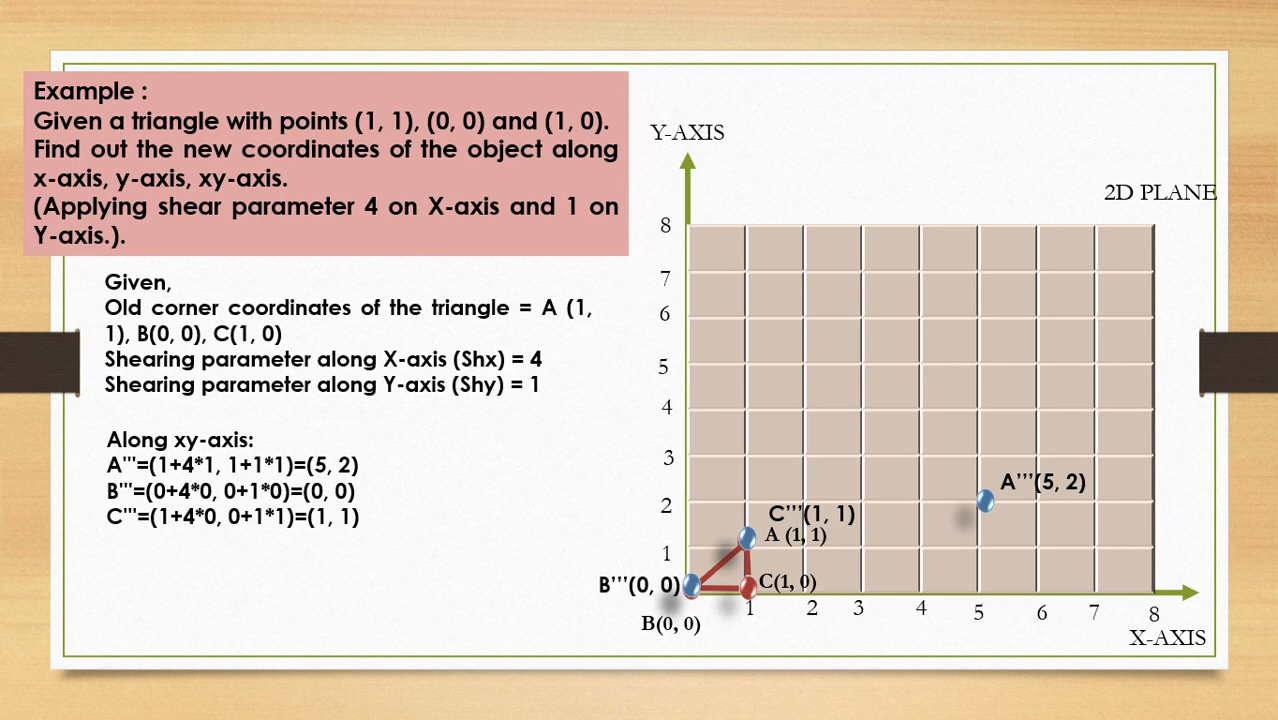 Example :
Given a triangle with points (1, 1), (0, 0) and (1, 0).
Find out the new coordinates of the object along
x-axis, y-axis, xy-axis.
(Applying shear parameter 4 on X-axis and 1 on
Y-axis.).
Given,
Old corner coordinates of the triangle = A (1,
1), B(0, 0), C(1, 0)
Shearing parameter along X-axis (Shx) = 4
Shearing parameter along Y-axis (Shy) = 1
Along xy-axis:
A'''=(1+4*1, 1+1*1)=(5, 2)
B'''=(0+4*0, 0+1*0)=(0, 0)
C'''=(1+4*0, 0+1*1)=(1, 1)
Y-AXIS
2D PLANE
8
7
6
5
4
3
2
1
A’’’(5, 2)
C’’’(1, 1)
A (1, 1)
B’’’(0, 0)
C(1, 0)
B(0, 0)
1 2 3 4 5 6 7 8
X-AXIS